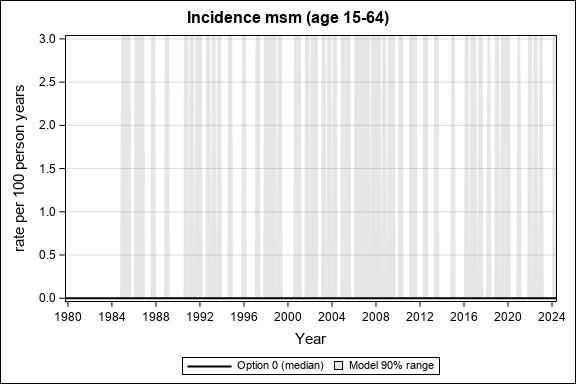 Incidence msm (age 15-64)
rate per 100 person years
3.0
2.5
2.0
1.5
1.0
0.5
0.0
1980 1984 1988 1992 1996 2000 2004 2008 2012 2016 2020 2024
Year
Option 0 (median) Model 90% range